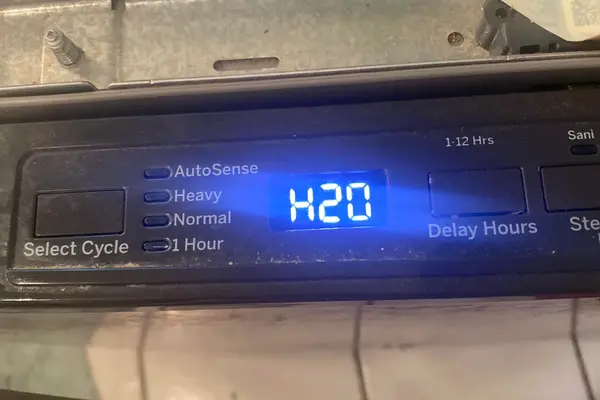 AutoSense
Heavy
Normal
1 Hour
Select Cycle
H20
1-12 Hrs
Delay Hours
Sani